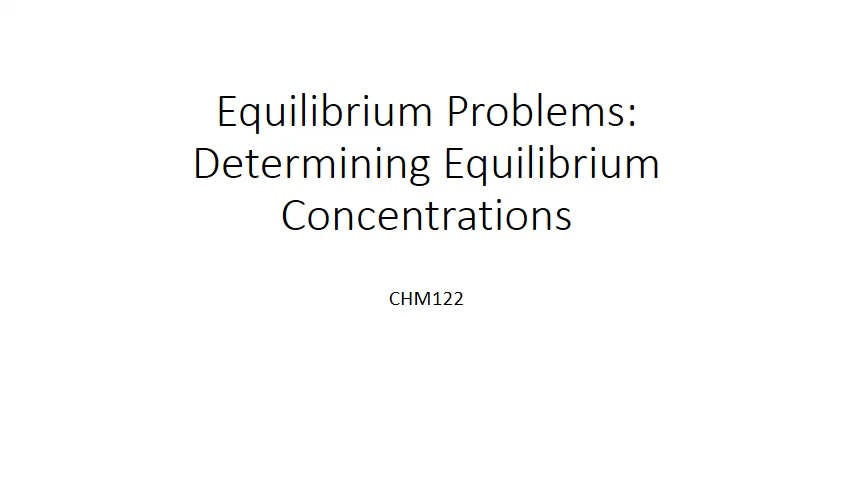 Equilibrium Problems:
Determining Equilibrium
Concentrations
CHM122